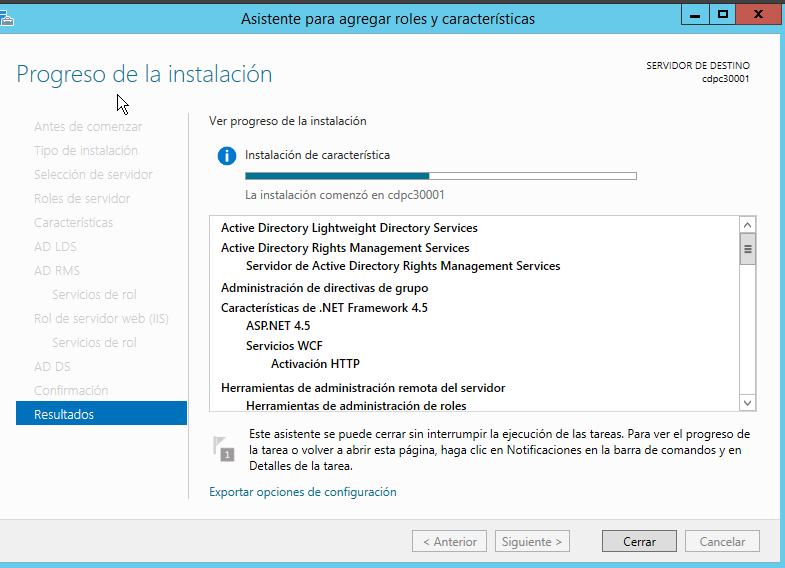 Asistente para agregar roles y características
Progreso de la instalación
SERVIDOR DE DESTINO
cdpc30001
Antes de comenzar
Tipo de instalación
Selección de servidor
Roles de servidor
Características
AD LDS
AD RMS
Servicios de rol
Rol de servidor web (IIS)
Servicios de rol
AD DS
Confirmación
Resultados
Ver progreso de la instalación
Instalación de característica
La instalación comenzó en cdpc30001
Active Directory Lightweight Directory Services
Active Directory Rights Management Services
Servidor de Active Directory Rights Management Services
Administración de directivas de grupo
Características de .NET Framework 4.5
ASP.NET 4.5
Servicios WCF
Activación HTTP
Herramientas de administración remota del servidor
Herramientas de administración de roles
1
Este asistente se puede cerrar sin interrumpir la ejecución de las tareas. Para ver el progreso de
la tarea o volver a abrir esta página, haga clic en Notificaciones en la barra de comandos y en
Detalles de la tarea.
Exportar opciones de configuración
< Anterior
Siguiente >
Cerrar
Cancelar